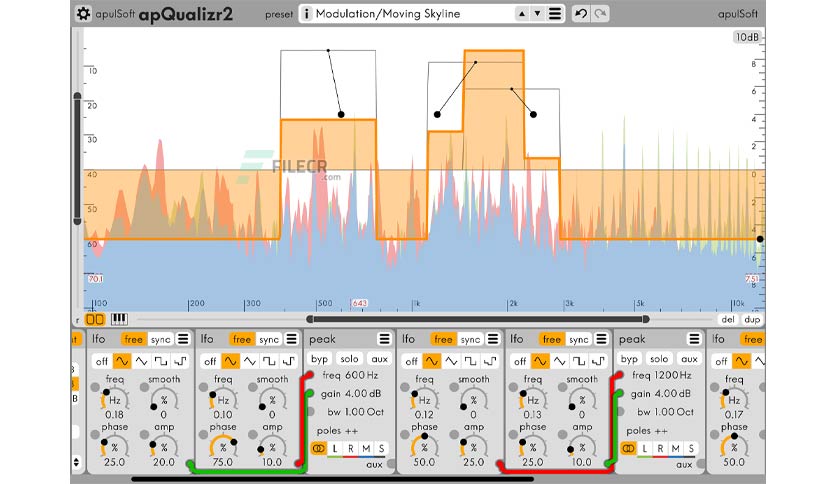 apulSoft apQualizr2 preset Modulation/Moving Skyline apulSoft
10dB
10 8
20 6
30 4
2
40 0
50 2
4
60
6
70.1 7.51
8
FILECR
.com
100 200 300 500 643 1k 2k 3k 10k
r del dup
lfo free sync
off
freq smooth
Hz %
0.18 0
phase amp
% %
25.0 20.0
lfo free sync
off
freq smooth
Hz %
0.10 0
phase amp
% %
75.0 10.0
peak
byp solo aux
freq 600 Hz
gain 4.00 dB
bw 1.00 Oct
poles ++
L R M S
aux
lfo free sync
off
freq smooth
Hz %
0.12 0
phase amp
% %
50.0 25.0
lfo free sync
off
freq smooth
Hz %
0.13 0
phase amp
% %
25.0 10.0
peak
byp solo aux
freq 1200 Hz
gain 4.00 dB
bw 1.00 Oct
poles ++
L R M S
aux
lfo free
off
freq
Hz
0.17
phase
%
50.0